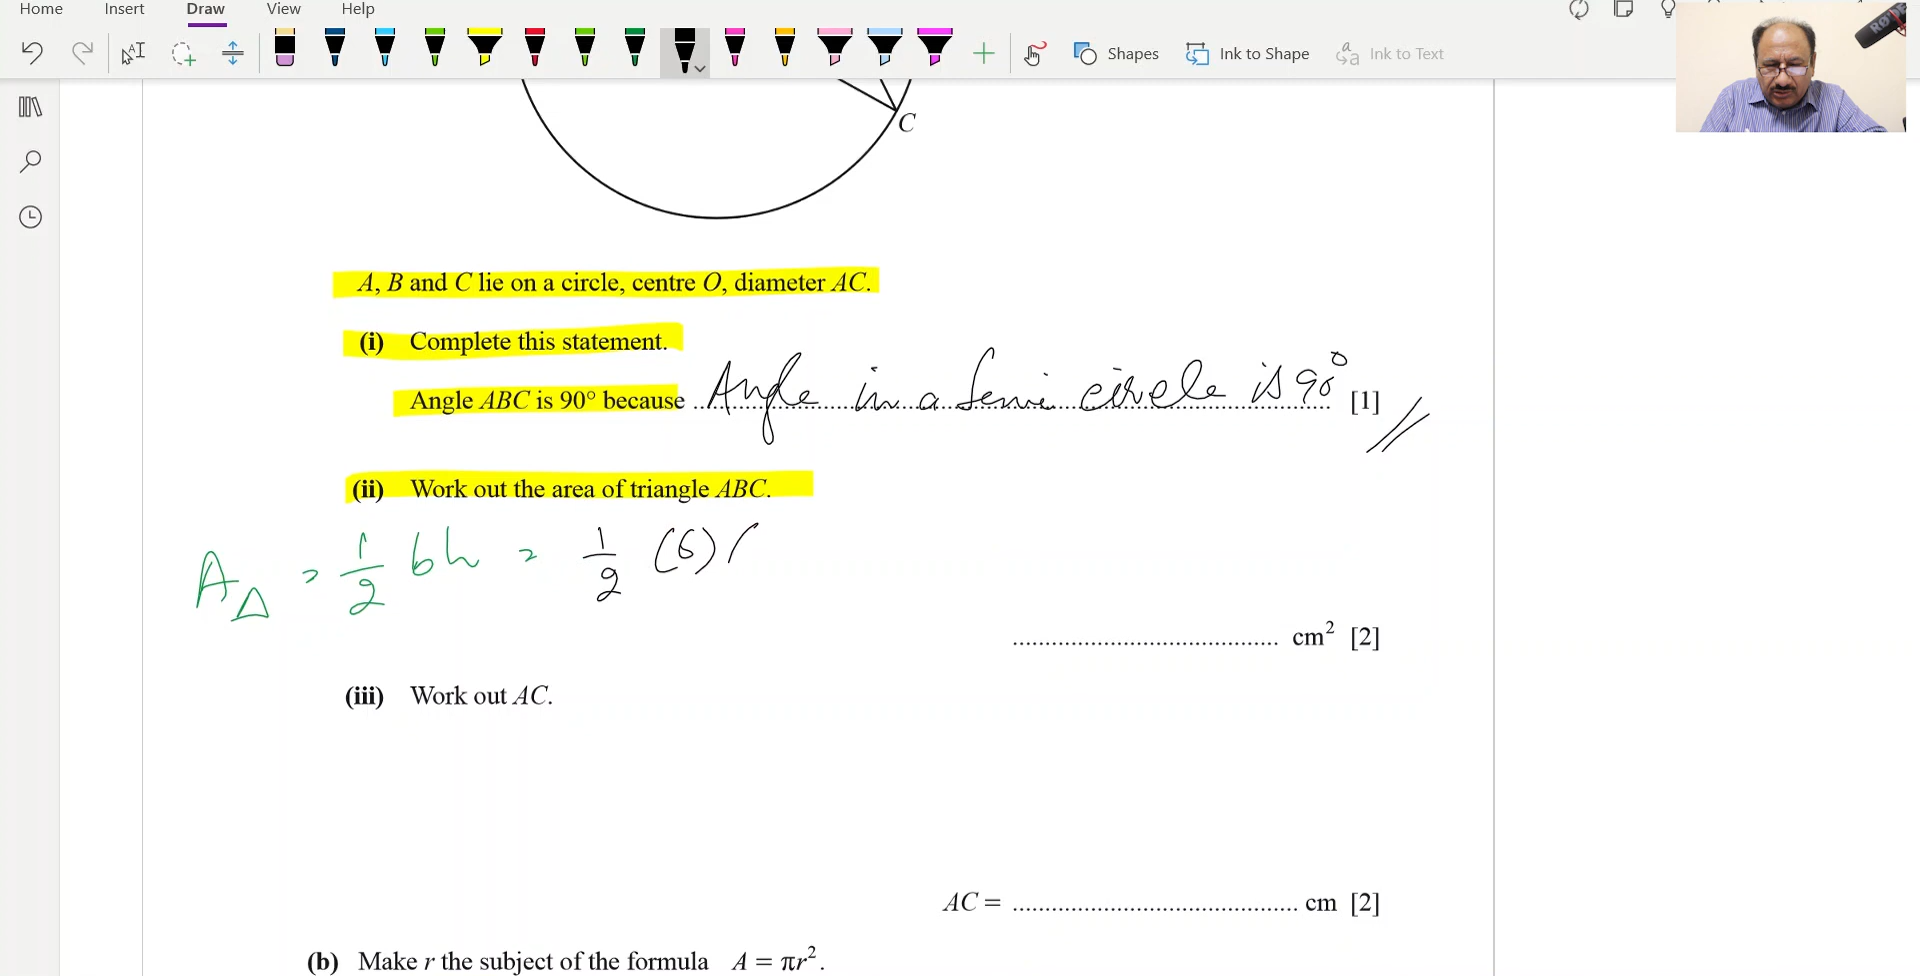 Home Insert Draw View Help
Shapes Ink to Shape Ink to Text
RØDE
C
A, B and C lie on a circle, centre O, diameter AC.
(i) Complete this statement.
Angle ABC is 90° because Angle in a Semi circle is 90° [1]
(ii) Work out the area of triangle ABC.
A△ = 1/2 bh = 1/2 (6) (
.......................................... cm² [2]
(iii) Work out AC.
AC = ............................................. cm [2]
(b) Make r the subject of the formula A = πr².